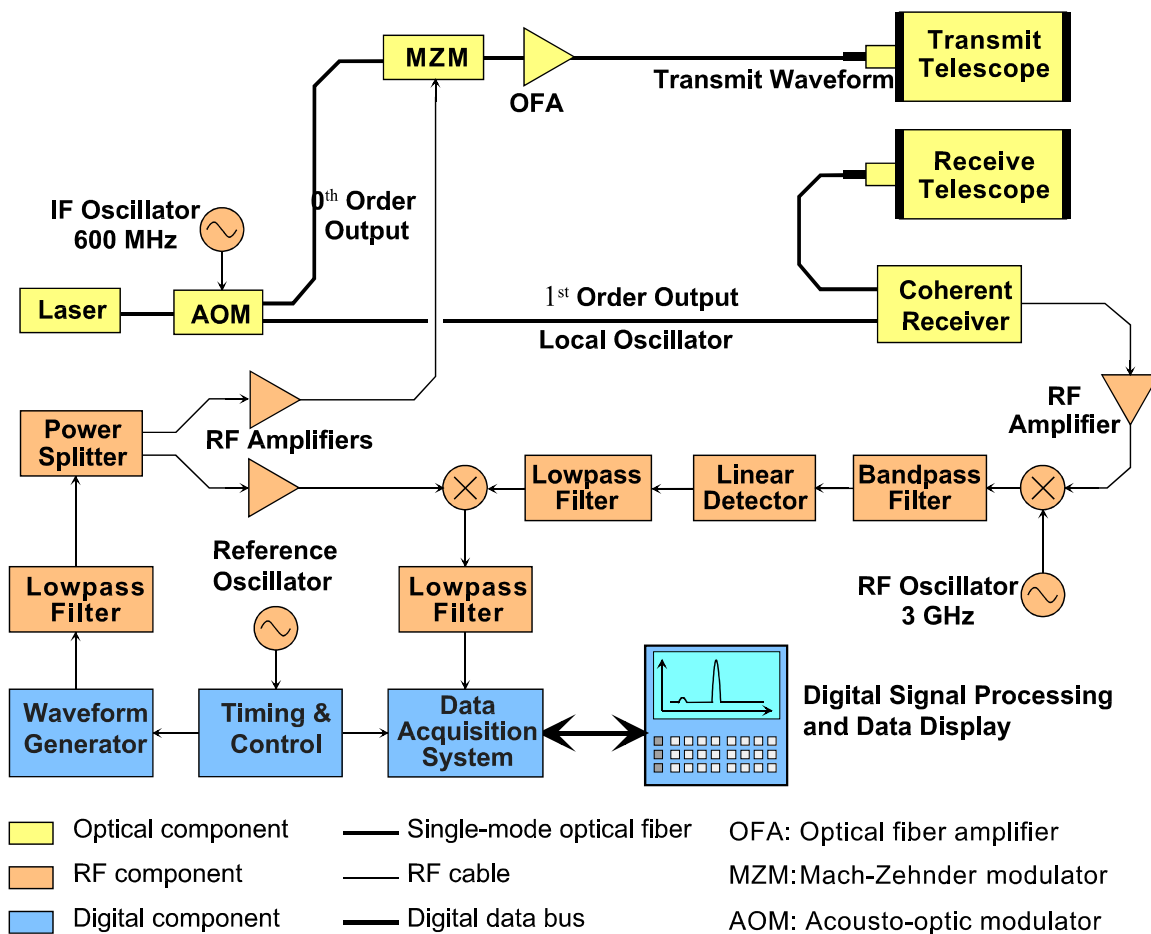 MZM
OFA
Transmit Waveform
Transmit
Telescope
Receive
Telescope
IF Oscillator
600 MHz
0th Order
Output
Laser
AOM
1st Order Output
Local Oscillator
Coherent
Receiver
RF
Amplifier
Power
Splitter
RF Amplifiers
Lowpass
Filter
Linear
Detector
Bandpass
Filter
Reference
Oscillator
Lowpass
Filter
Lowpass
Filter
RF Oscillator
3 GHz
Waveform
Generator
Timing &
Control
Data
Acquisition
System
Digital Signal Processing
and Data Display
Optical component
Single-mode optical fiber
OFA: Optical fiber amplifier
RF component
RF cable
MZM: Mach-Zehnder modulator
Digital component
Digital data bus
AOM: Acousto-optic modulator